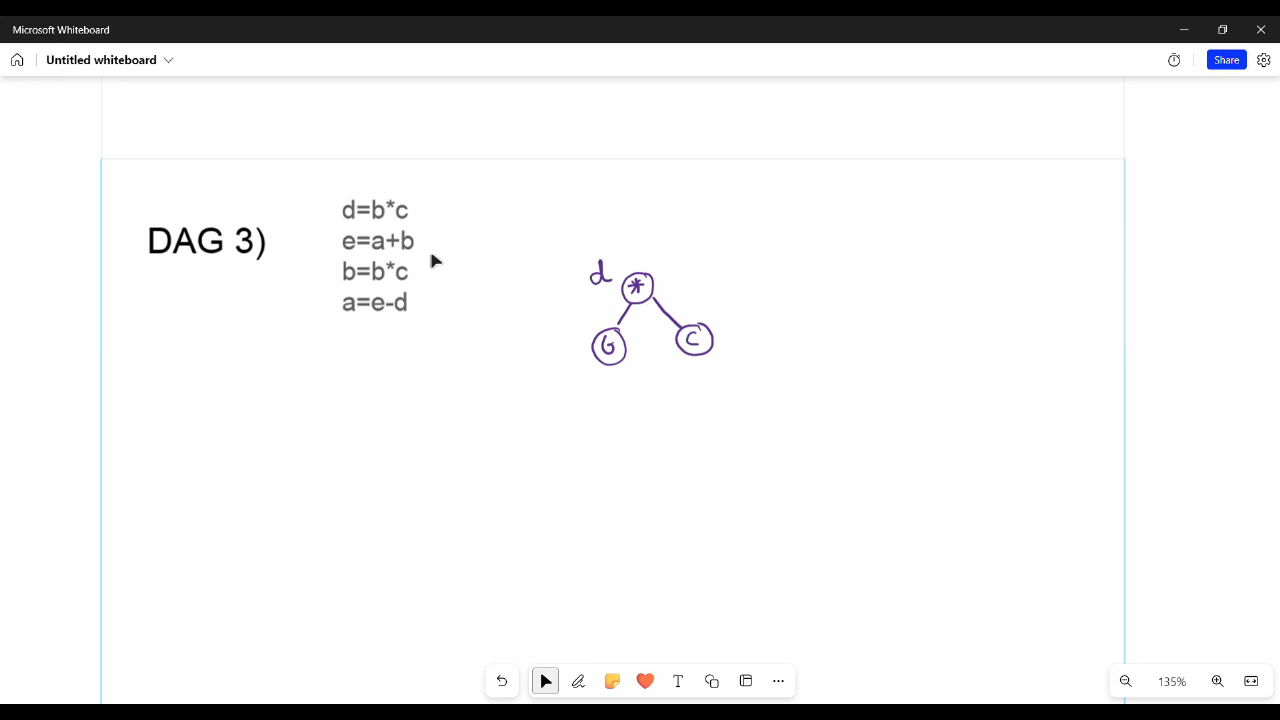 Microsoft Whiteboard
Untitled whiteboard
Share
DAG 3)
d=b*c
e=a+b
b=b*c
a=e-d
d
*
b
c
T
135%